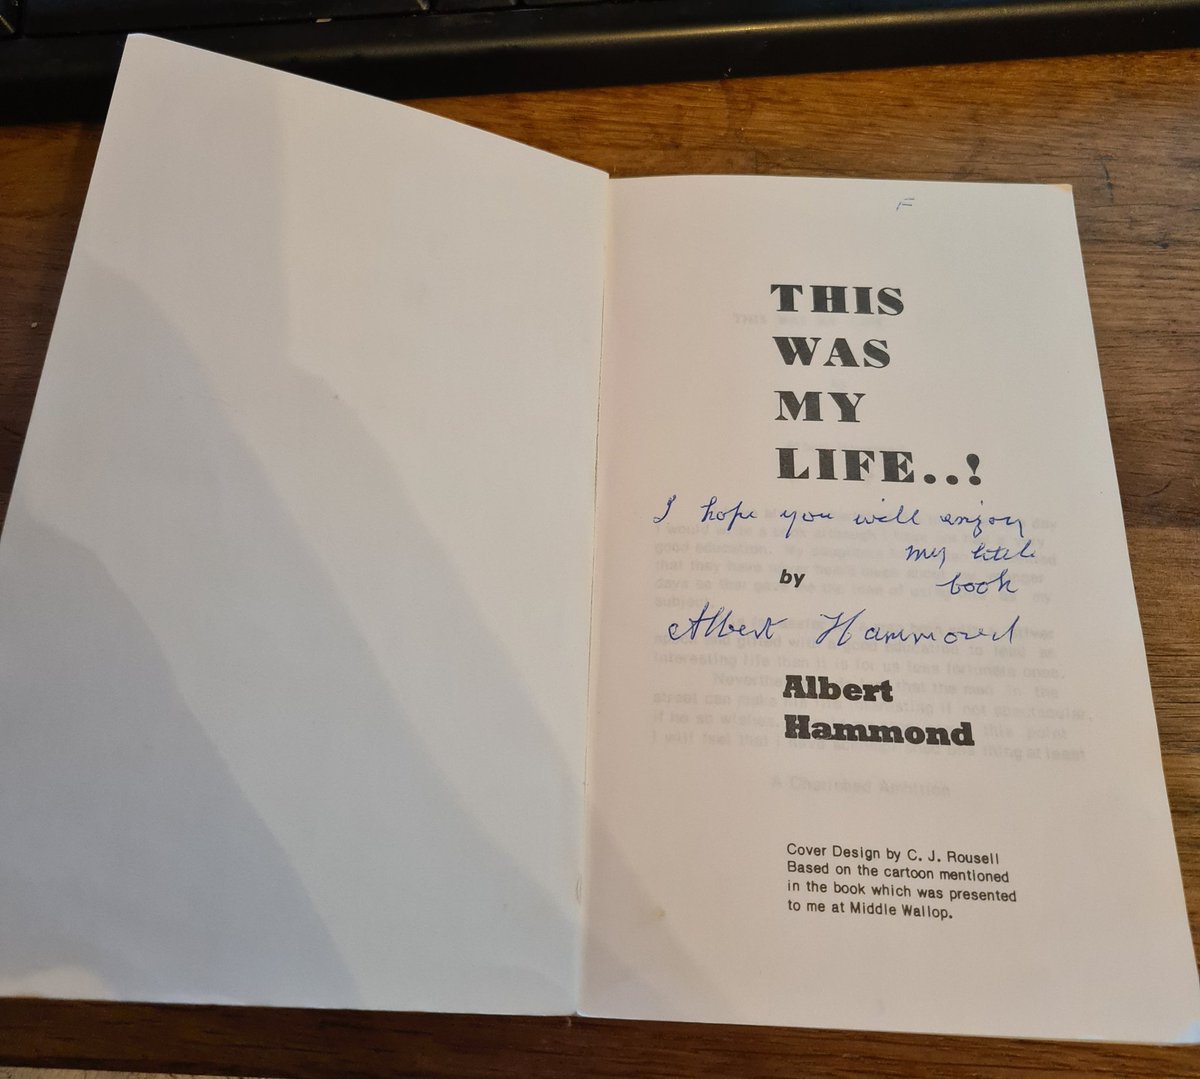 F
THIS
WAS
MY
LIFE..!
I hope you will enjoy
my little
by
book
Albert Hammond
Albert
Hammond
Cover Design by C. J. Rousell
Based on the cartoon mentioned
in the book which was presented
to me at Middle Wallop.